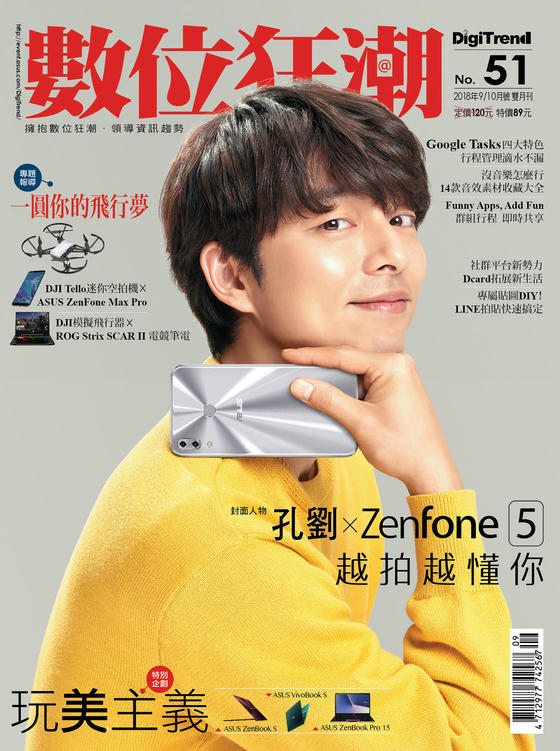 http://event.asus.com/DigiTrend/
數位狂潮
@
DigiTrend
No. 51
2018年9/10月號 雙月刊
定價120元 特價89元
擁抱數位狂潮‧領導資訊趨勢
Google Tasks四大特色
行程管理滴水不漏
沒音樂怎麼行
14款音效素材收藏大全
Funny Apps, Add Fun
群組行程 即時共享
社群平台新勢力
Dcard拓展新生活
專屬貼圖DIY!
LINE拍貼快速搞定
專題
報導
一圓你的飛行夢
DJI Tello迷你空拍機×
ASUS ZenFone Max Pro
DJI模擬飛行器×
ROG Strix SCAR II 電競筆電
ASUS
封面人物
孔劉×Zenfone 5
越拍越懂你
特別
企劃
玩美主義
ASUS VivoBook S
ASUS ZenBook S
ASUS ZenBook Pro 15
09
4 712977 742567